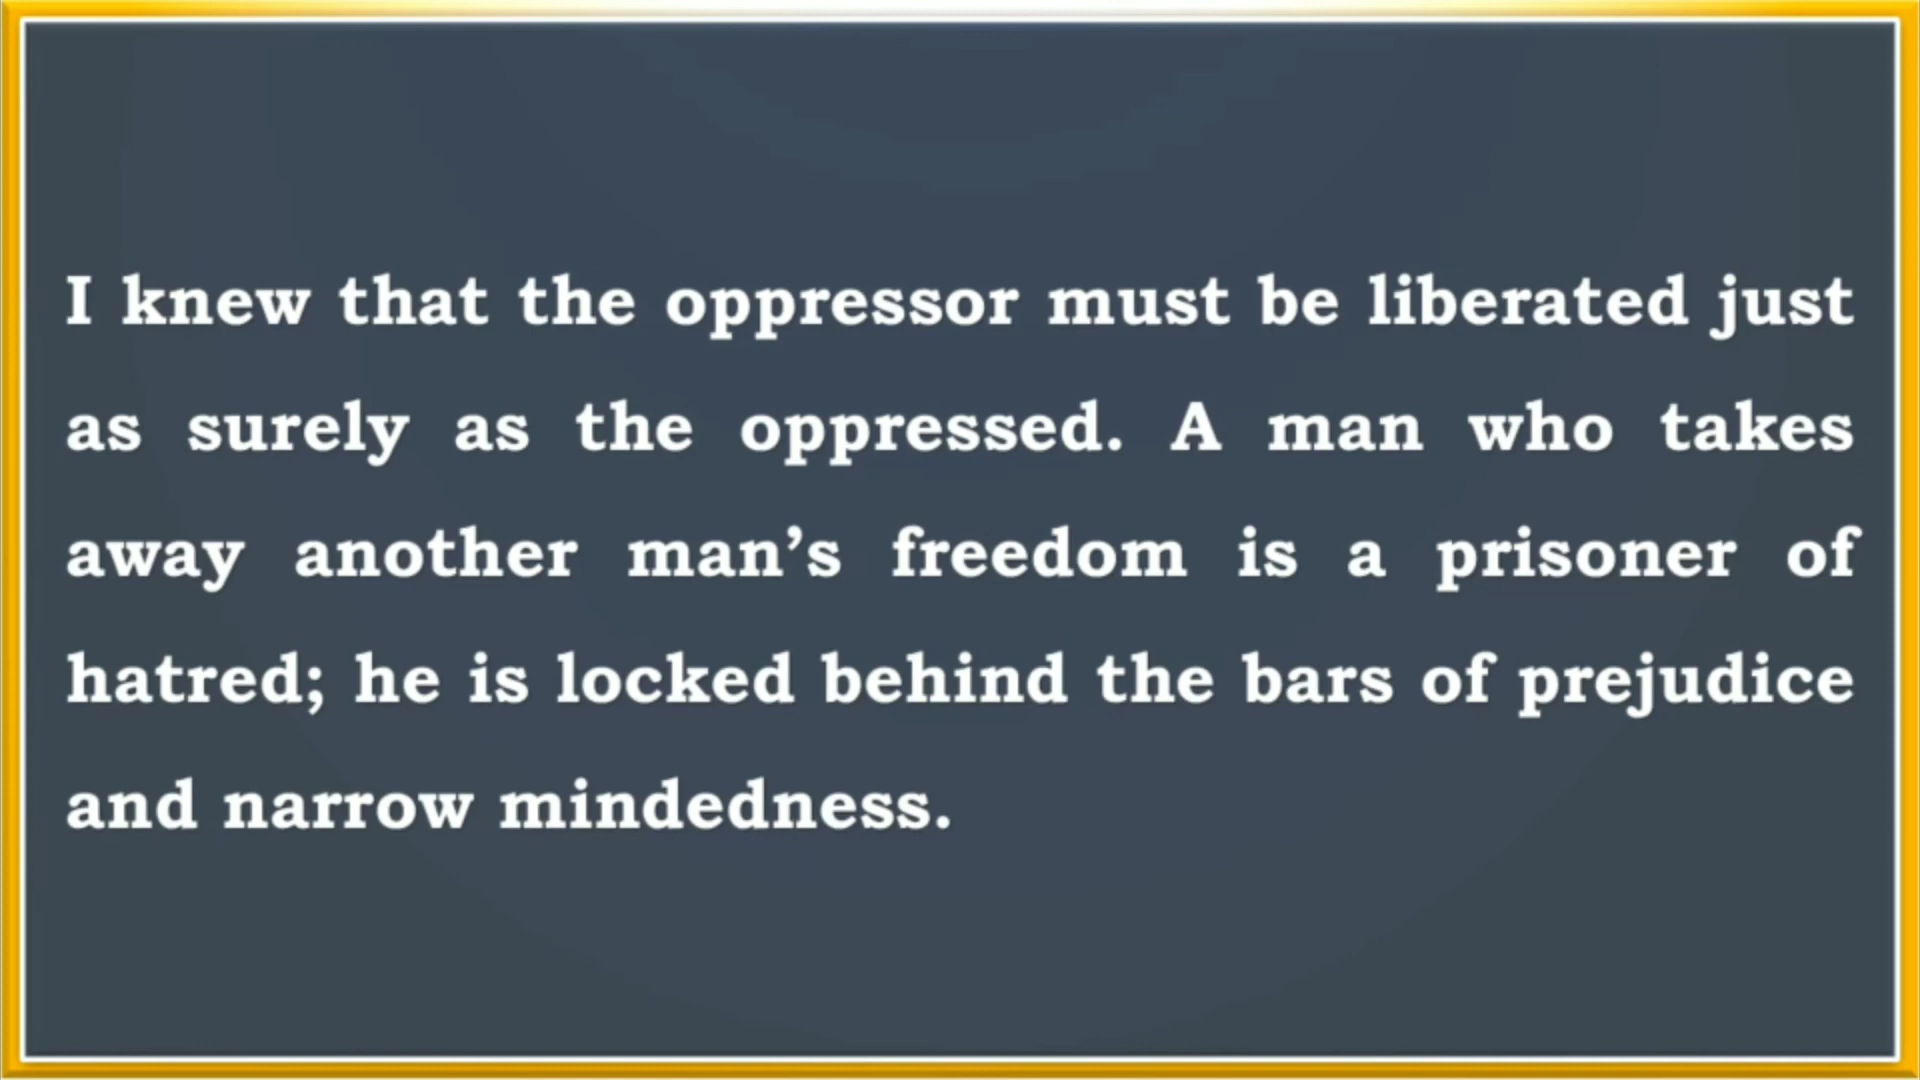 I knew that the oppressor must be liberated just
as surely as the oppressed. A man who takes
away another man’s freedom is a prisoner of
hatred; he is locked behind the bars of prejudice
and narrow mindedness.